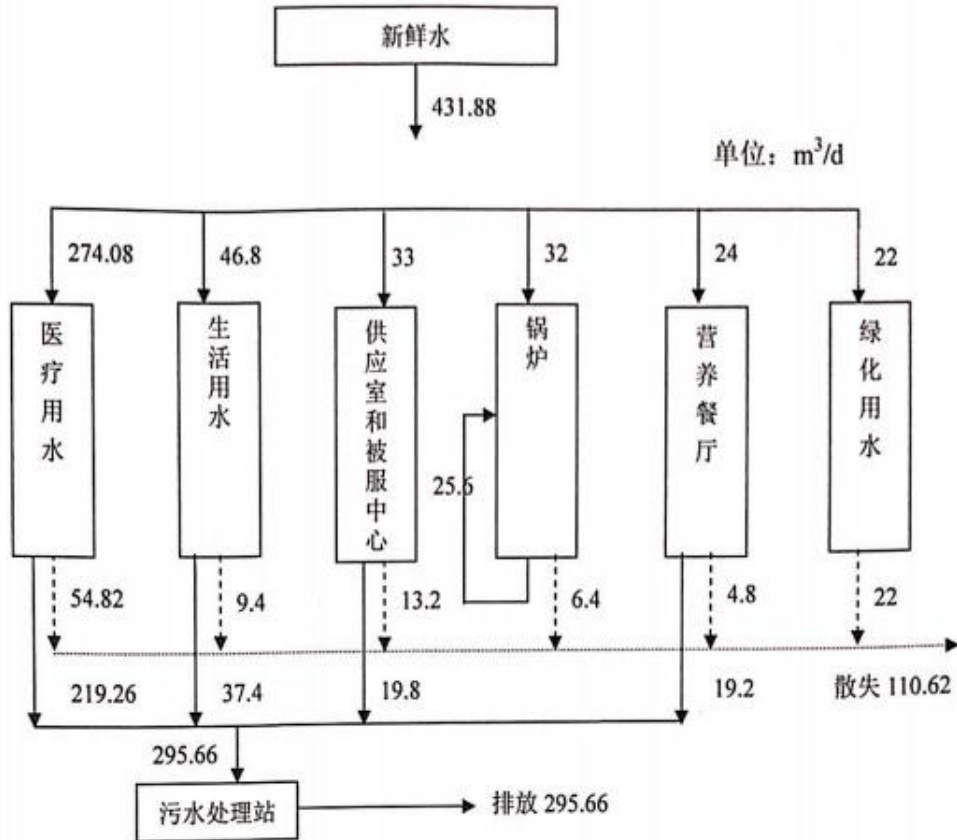 新鲜水
431.88
单位：m³/d
274.08
46.8
33
32
24
22
医疗用水
生活用水
供应室和被服中心
锅炉
营养餐厅
绿化用水
25.6
54.82
9.4
13.2
6.4
4.8
22
219.26
37.4
19.8
19.2
散失 110.62
295.66
污水处理站
排放 295.66